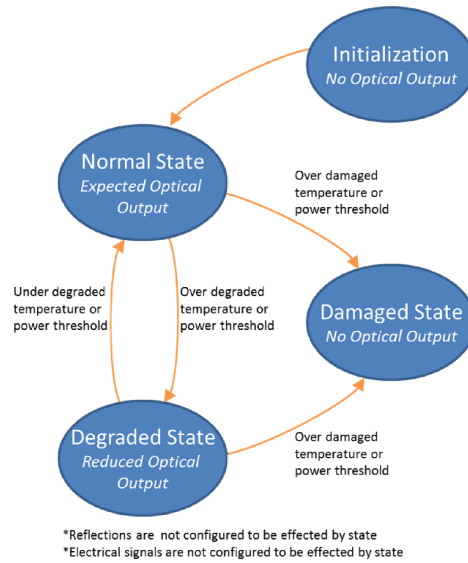 Initialization
No Optical Output
Normal State
Expected Optical
Output
Over damaged
temperature or
power threshold
Under degraded
temperature or
power threshold
Over degraded
temperature or
power threshold
Damaged State
No Optical Output
Degraded State
Reduced Optical
Output
Over damaged
temperature or
power threshold
*Reflections are not configured to be effected by state
*Electrical signals are not configured to be effected by state